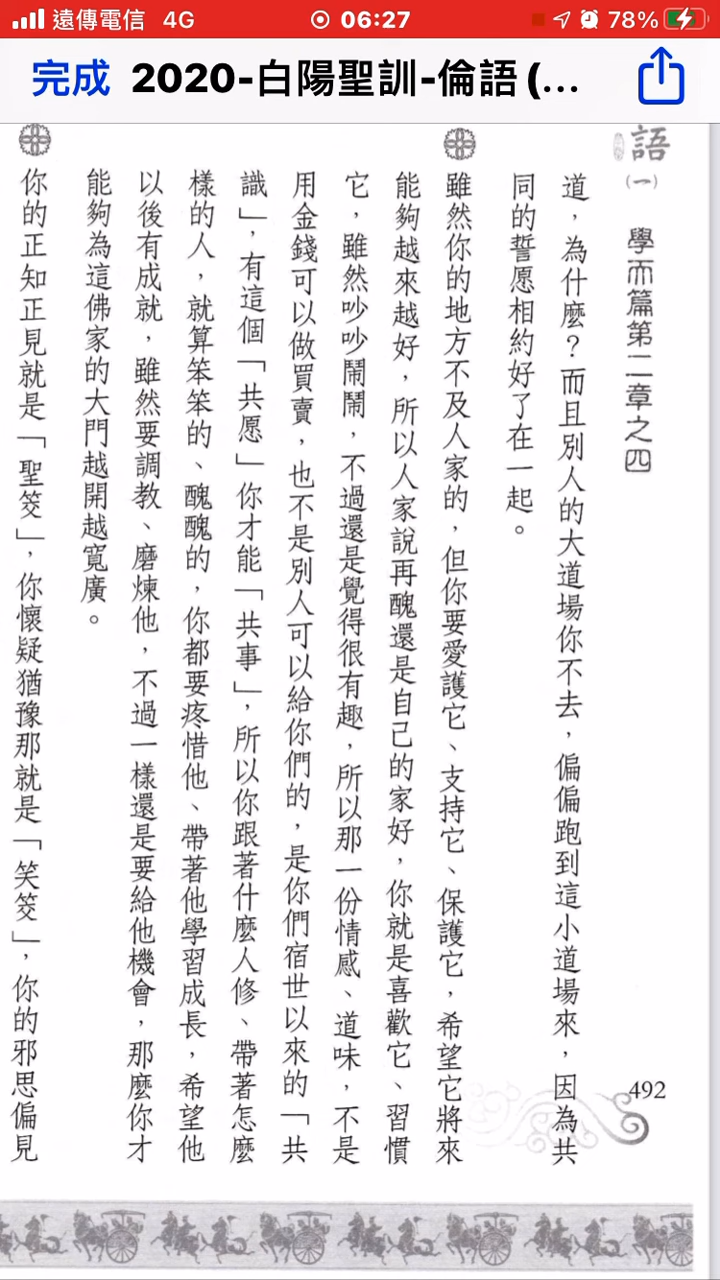 遠傳電信 4G
06:27
78%
完成
2020-白陽聖訓-倫語(...
語
(一)
學而篇第二章之四
道，為什麼？而且別人的大道場你不去，偏偏跑到這小道場來，因為共
同的誓愿相約好了在一起。
雖然你的地方不及人家的，但你要愛護它、支持它、保護它，希望它將來
能夠越來越好，所以人家說再醜還是自己的家好，你就是喜歡它、習慣
它，雖然吵吵鬧鬧，不過還是覺得很有趣，所以那一份情感、道味，不是
用金錢可以做買賣，也不是別人可以給你們的，是你們宿世以來的「共
識」，有這個「共愿」你才能「共事」，所以你跟著什麼人修、帶著怎麼
樣的人，就算笨笨的、醜醜的，你都要疼惜他、帶著他學習成長，希望他
以後有成就，雖然要調教、磨煉他，不過一樣還是要給他機會，那麼你才
能夠為這佛家的大門越開越寬廣。
你的正知正見就是「聖筊」，你懷疑猶豫那就是「笑筊」，你的邪思偏見
492